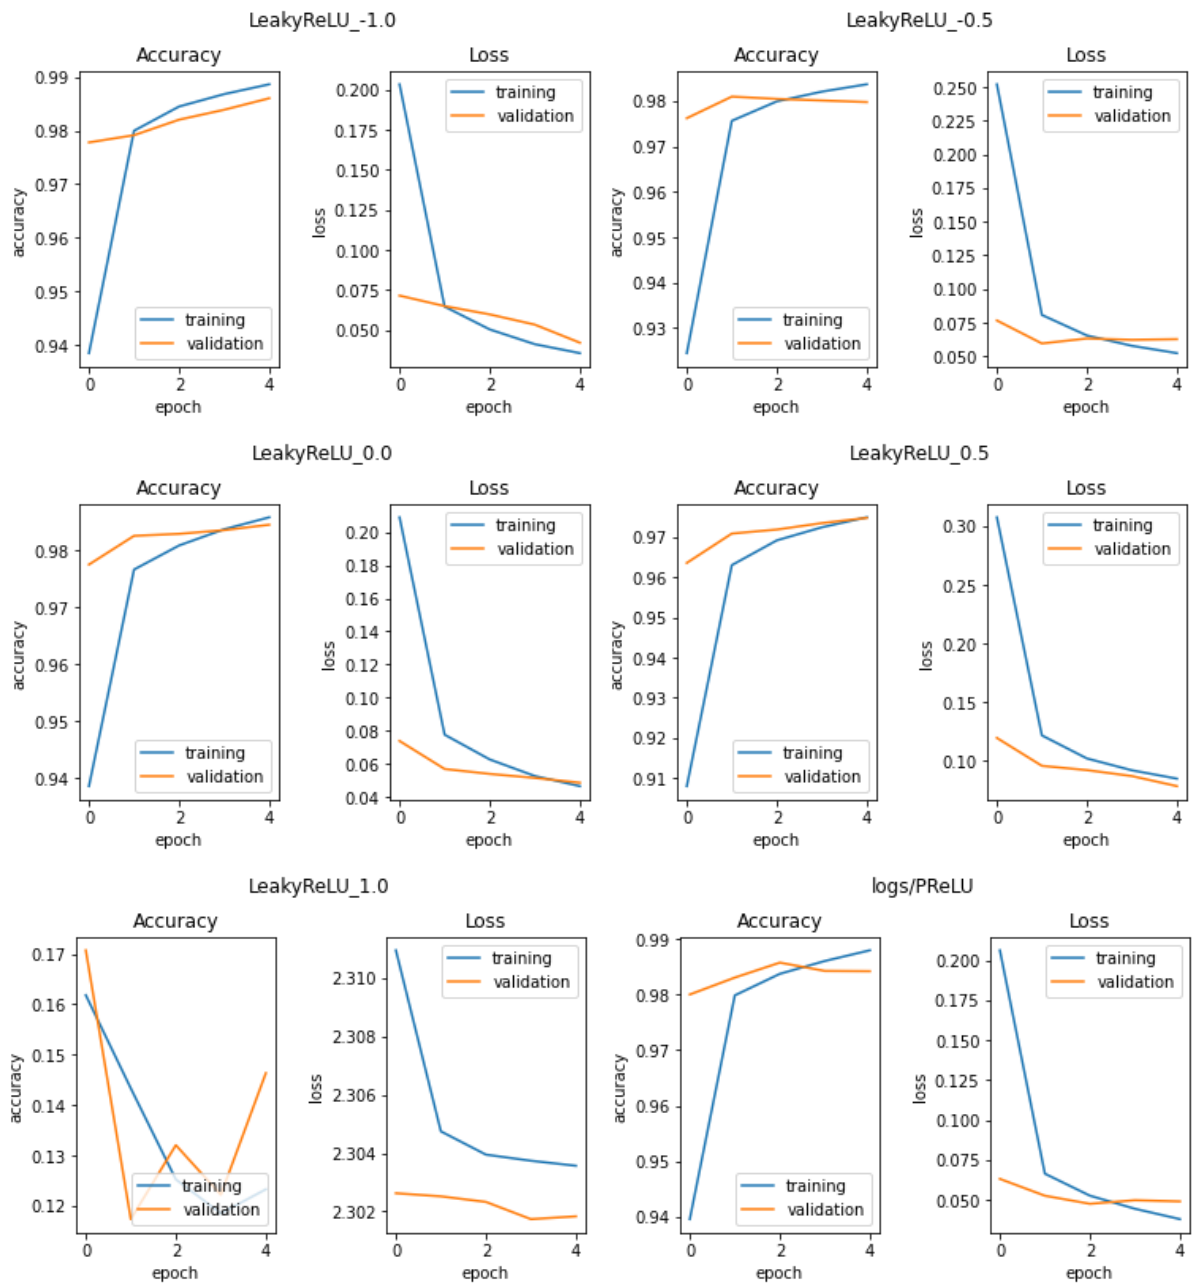 LeakyReLU_-1.0
Accuracy
Loss
0.99
0.98
0.97
0.96
0.95
0.94
accuracy
training
validation
0
2
4
epoch
0.200
0.175
0.150
0.125
0.100
0.075
0.050
loss
training
validation
0
2
4
epoch
LeakyReLU_-0.5
Accuracy
Loss
0.98
0.97
0.96
0.95
0.94
0.93
accuracy
training
validation
0
2
4
epoch
0.250
0.225
0.200
0.175
0.150
0.125
0.100
0.075
0.050
loss
training
validation
0
2
4
epoch
LeakyReLU_0.0
Accuracy
Loss
0.98
0.97
0.96
0.95
0.94
accuracy
training
validation
0
2
4
epoch
0.20
0.18
0.16
0.14
0.12
0.10
0.08
0.06
0.04
loss
training
validation
0
2
4
epoch
LeakyReLU_0.5
Accuracy
Loss
0.97
0.96
0.95
0.94
0.93
0.92
0.91
accuracy
training
validation
0
2
4
epoch
0.30
0.25
0.20
0.15
0.10
loss
training
validation
0
2
4
epoch
LeakyReLU_1.0
Accuracy
Loss
0.17
0.16
0.15
0.14
0.13
0.12
accuracy
training
validation
0
2
4
epoch
2.310
2.308
2.306
2.304
2.302
loss
training
validation
0
2
4
epoch
logs/PReLU
Accuracy
Loss
0.99
0.98
0.97
0.96
0.95
0.94
accuracy
training
validation
0
2
4
epoch
0.200
0.175
0.150
0.125
0.100
0.075
0.050
loss
training
validation
0
2
4
epoch